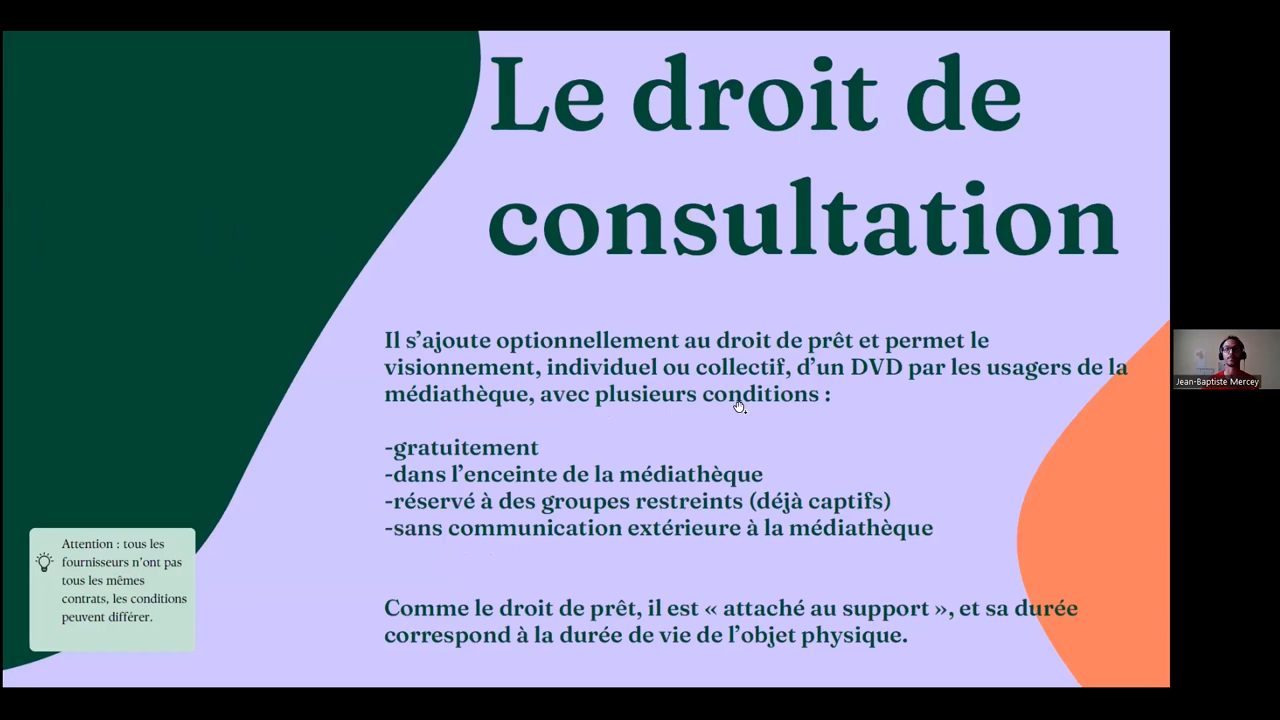 Le droit de
consultation
Il s’ajoute optionnellement au droit de prêt et permet le
visionnement, individuel ou collectif, d’un DVD par les usagers de la
médiathèque, avec plusieurs conditions :
-gratuitement
-dans l’enceinte de la médiathèque
-réservé à des groupes restreints (déjà captifs)
-sans communication extérieure à la médiathèque
Comme le droit de prêt, il est « attaché au support », et sa durée
correspond à la durée de vie de l’objet physique.
Attention : tous les
fournisseurs n’ont pas
tous les mêmes
contrats, les conditions
peuvent différer.
Jean-Baptiste Mercey